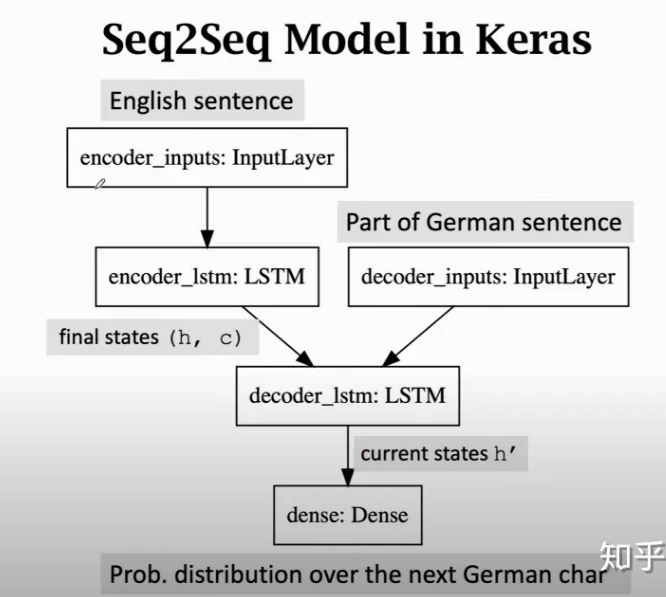 Seq2Seq Model in Keras
English sentence
encoder_inputs: InputLayer
Part of German sentence
encoder_lstm: LSTM
decoder_inputs: InputLayer
final states (h, c)
decoder_lstm: LSTM
current states h′
dense: Dense
知乎
Prob. distribution over the next German char